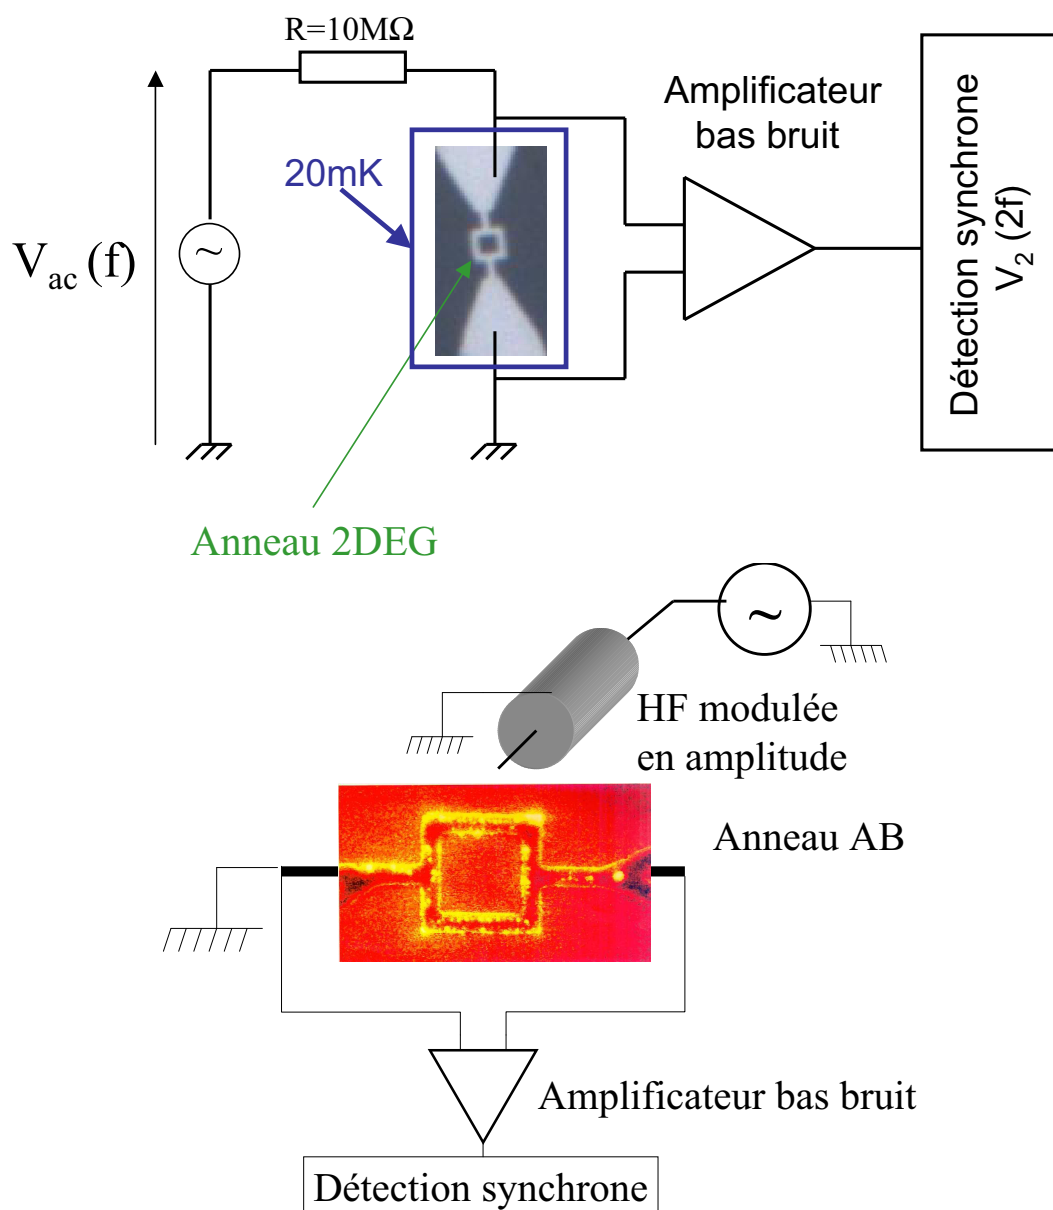 R=10MΩ
Amplificateur
bas bruit
20mK
V_ac (f)
~
Détection synchrone
V_2 (2f)
Anneau 2DEG
~
HF modulée
en amplitude
Anneau AB
Amplificateur bas bruit
Détection synchrone